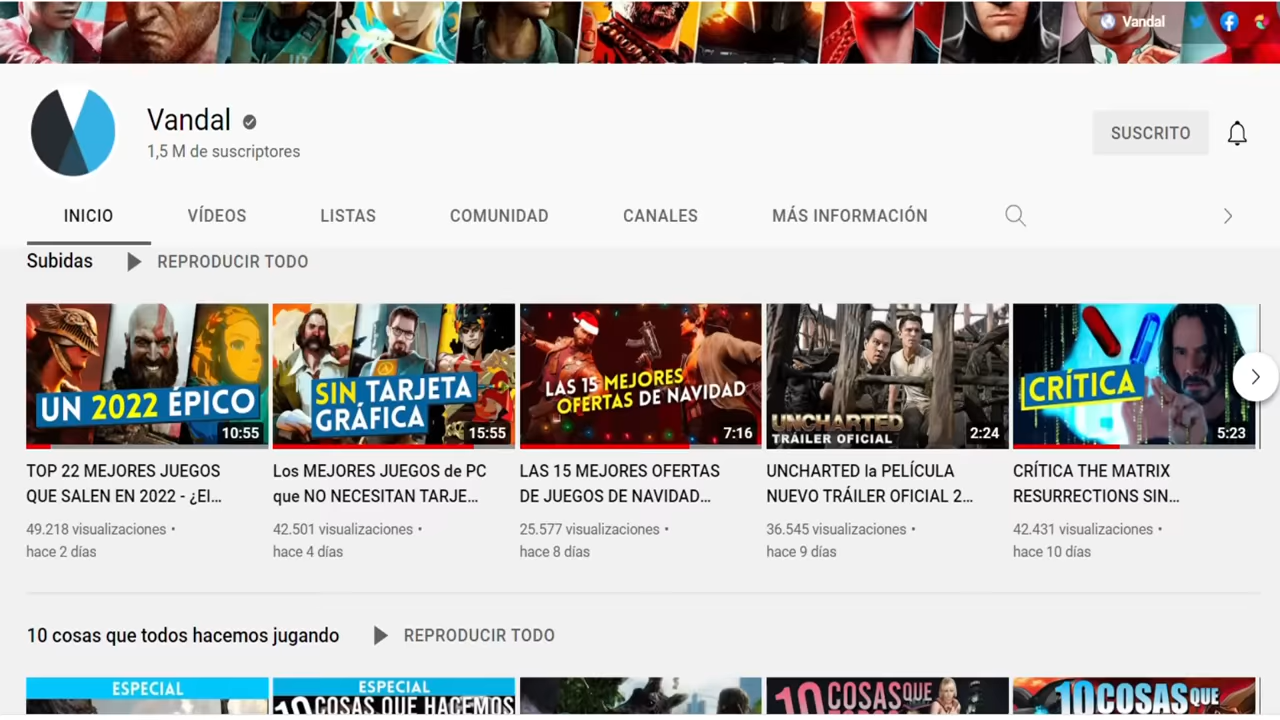 Vandal
Vandal
1,5 M de suscriptores
SUSCRITO
INICIO
VÍDEOS
LISTAS
COMUNIDAD
CANALES
MÁS INFORMACIÓN
Subidas
REPRODUCIR TODO
UN 2022 ÉPICO
10:55
SIN TARJETA
GRÁFICA
15:55
LAS 15 MEJORES
OFERTAS DE NAVIDAD
7:16
UNCHARTED
TRÁILER OFICIAL
2:24
CRÍTICA
5:23
TOP 22 MEJORES JUEGOS
QUE SALEN EN 2022 - ¿El...
49.218 visualizaciones •
hace 2 días
Los MEJORES JUEGOS de PC
que NO NECESITAN TARJE...
42.501 visualizaciones •
hace 4 días
LAS 15 MEJORES OFERTAS
DE JUEGOS DE NAVIDAD...
25.577 visualizaciones •
hace 8 días
UNCHARTED la PELÍCULA
NUEVO TRÁILER OFICIAL 2...
36.545 visualizaciones •
hace 9 días
CRÍTICA THE MATRIX
RESURRECTIONS SIN...
42.431 visualizaciones •
hace 10 días
10 cosas que todos hacemos jugando
REPRODUCIR TODO
ESPECIAL
ESPECIAL
10 COSAS QUE HACEMOS
10 COSAS QUE
10 COSAS QUE